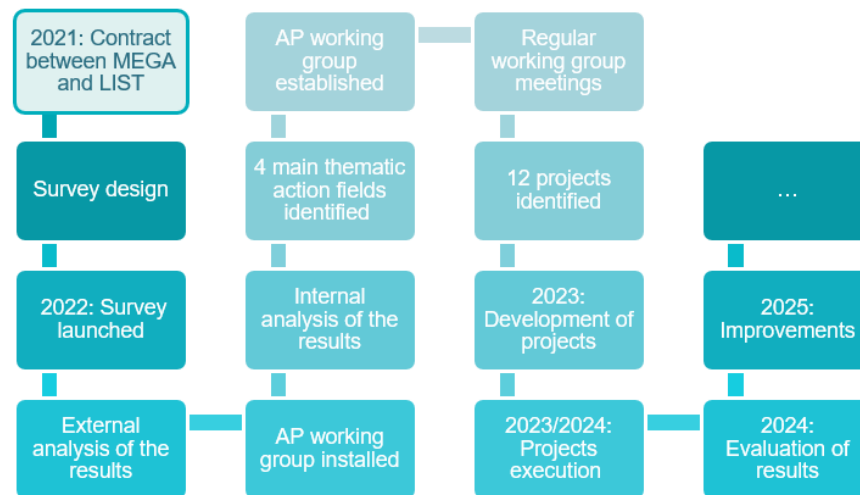 2021: Contract
between MEGA
and LIST
Survey design
2022: Survey
launched
External
analysis of the
results
AP working
group installed
Internal
analysis of the
results
4 main thematic
action fields
identified
AP working
group
established
Regular
working group
meetings
12 projects
identified
2023:
Development of
projects
2023/2024:
Projects
execution
2024:
Evaluation of
results
2025:
Improvements
...